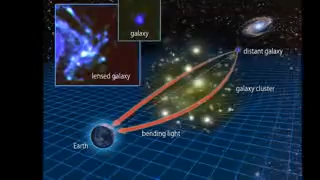 galaxy
lensed galaxy
distant galaxy
galaxy cluster
bending light
Earth